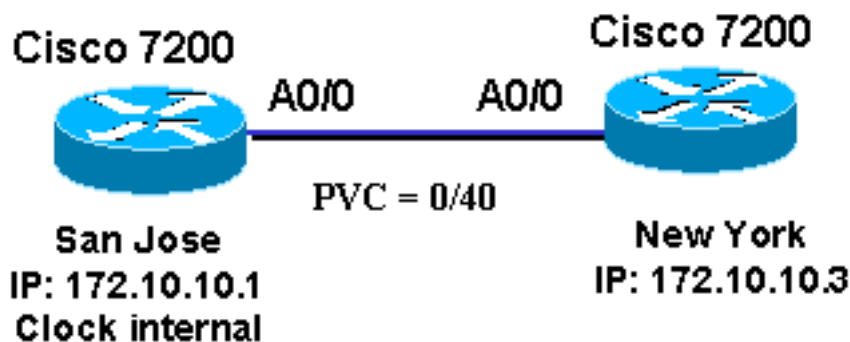 Cisco 7200
Cisco 7200
A0/0
A0/0
PVC = 0/40
San Jose
IP: 172.10.10.1
Clock internal
New York
IP: 172.10.10.3